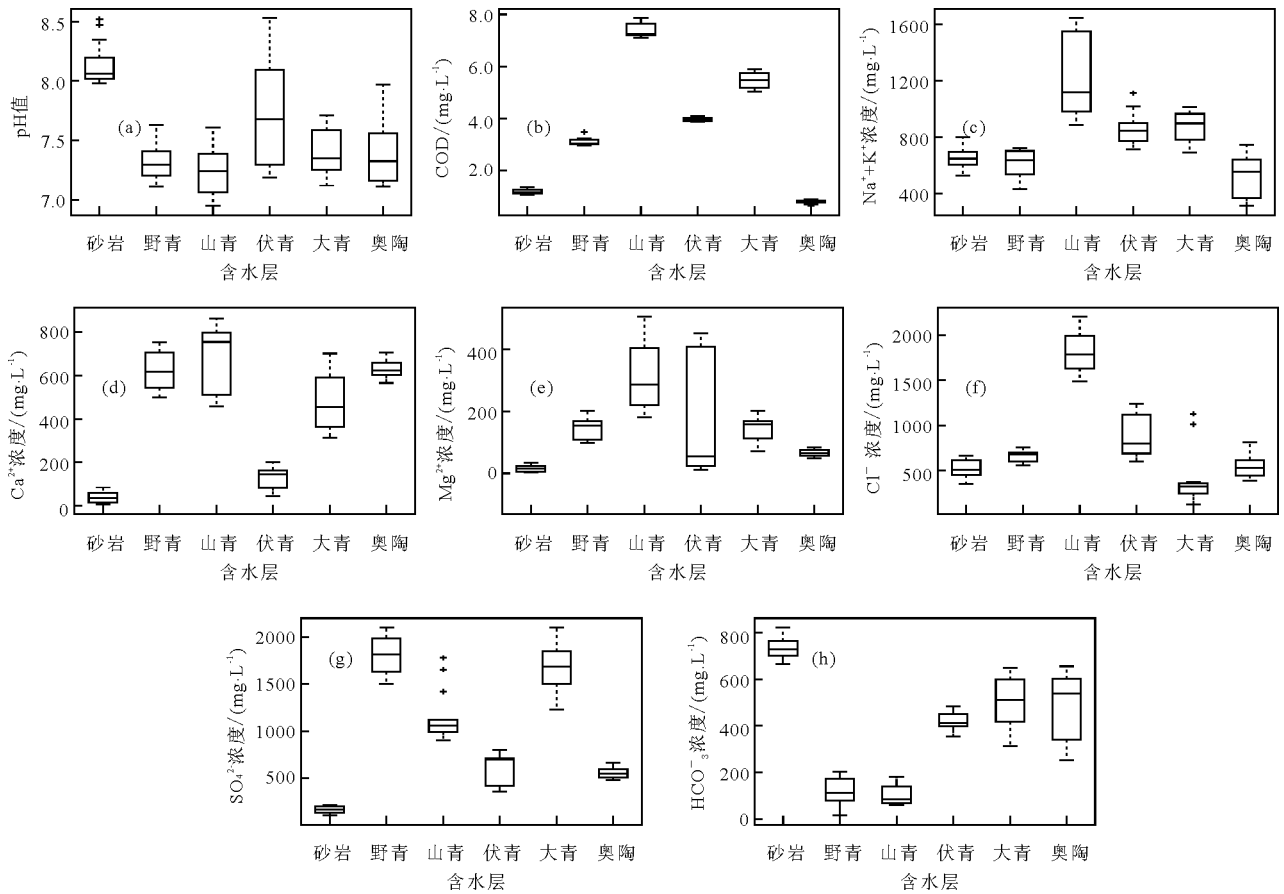 8.5
8.0
7.5
7.0
pH值
(a)
砂岩 野青 山青 伏青 大青 奥陶
含水层
8.0
6.0
4.0
2.0
COD/(mg·L⁻¹)
(b)
砂岩 野青 山青 伏青 大青 奥陶
含水层
1600
1200
800
400
Na⁺+K⁺浓度/(mg·L⁻¹)
(c)
砂岩 野青 山青 伏青 大青 奥陶
含水层
800
600
400
200
0
Ca²⁺浓度/(mg·L⁻¹)
(d)
砂岩 野青 山青 伏青 大青 奥陶
含水层
400
200
0
Mg²⁺浓度/(mg·L⁻¹)
(e)
砂岩 野青 山青 伏青 大青 奥陶
含水层
2000
1500
1000
500
Cl⁻ 浓度/(mg·L⁻¹)
(f)
砂岩 野青 山青 伏青 大青 奥陶
含水层
2000
1500
1000
500
SO₄²⁻浓度/(mg·L⁻¹)
(g)
砂岩 野青 山青 伏青 大青 奥陶
含水层
800
600
400
200
0
HCO⁻₃浓度/(mg.L⁻¹)
(h)
砂岩 野青 山青 伏青 大青 奥陶
含水层